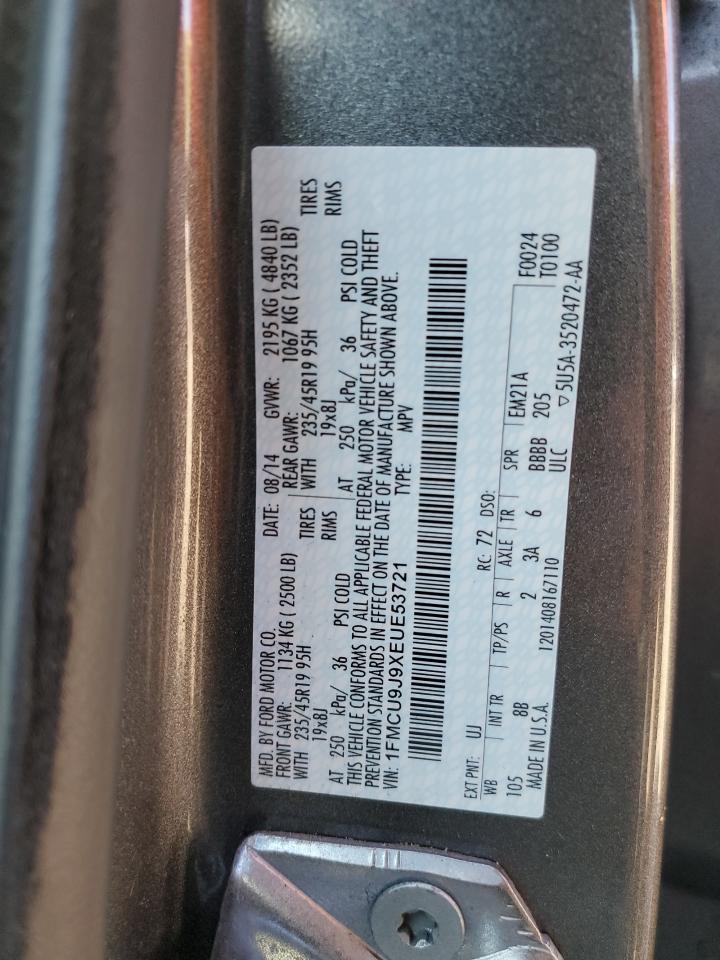 MFD. BY FORD MOTOR CO. DATE: 08/14 GVWR: 2195 KG ( 4840 LB)
FRONT GAWR: 1134 KG ( 2500 LB) REAR GAWR: 1067 KG ( 2352 LB)
WITH 235/45R19 95H TIRES WITH 235/45R19 95H TIRES
19x8J RIMS 19x8J RIMS
AT 250 kPa/ 36 PSI COLD AT 250 kPa/ 36 PSI COLD
THIS VEHICLE CONFORMS TO ALL APPLICABLE FEDERAL MOTOR VEHICLE SAFETY AND THEFT
PREVENTION STANDARDS IN EFFECT ON THE DATE OF MANUFACTURE SHOWN ABOVE.
VIN: 1FMCU9J9XEUE53721 TYPE: MPV
EXT PNT: UJ RC: 72 DSO: F0024
WB INT TR TP/PS R AXLE TR SPR EM21A T0100
105 8B 2 3A 6 BBBB 205
MADE IN U.S.A. 1201408167110 ULC ▽5U5A-3520472-AA